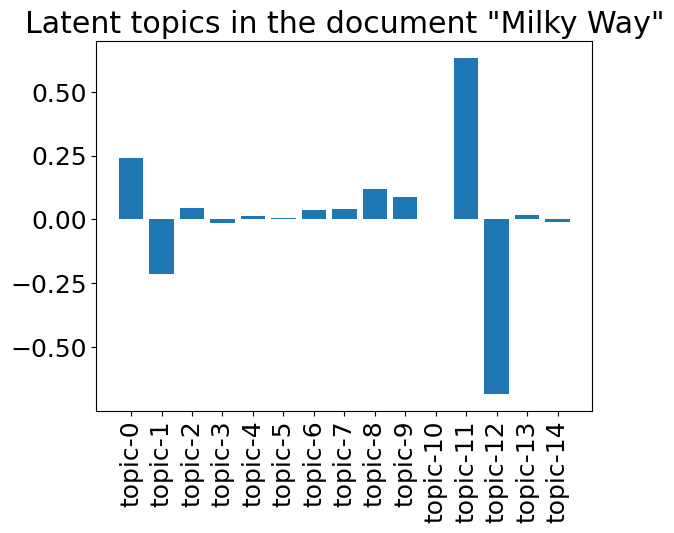 Latent topics in the document "Milky Way"
0.50
0.25
0.00
−0.25
−0.50
topic-0
topic-1
topic-2
topic-3
topic-4
topic-5
topic-6
topic-7
topic-8
topic-9
topic-10
topic-11
topic-12
topic-13
topic-14